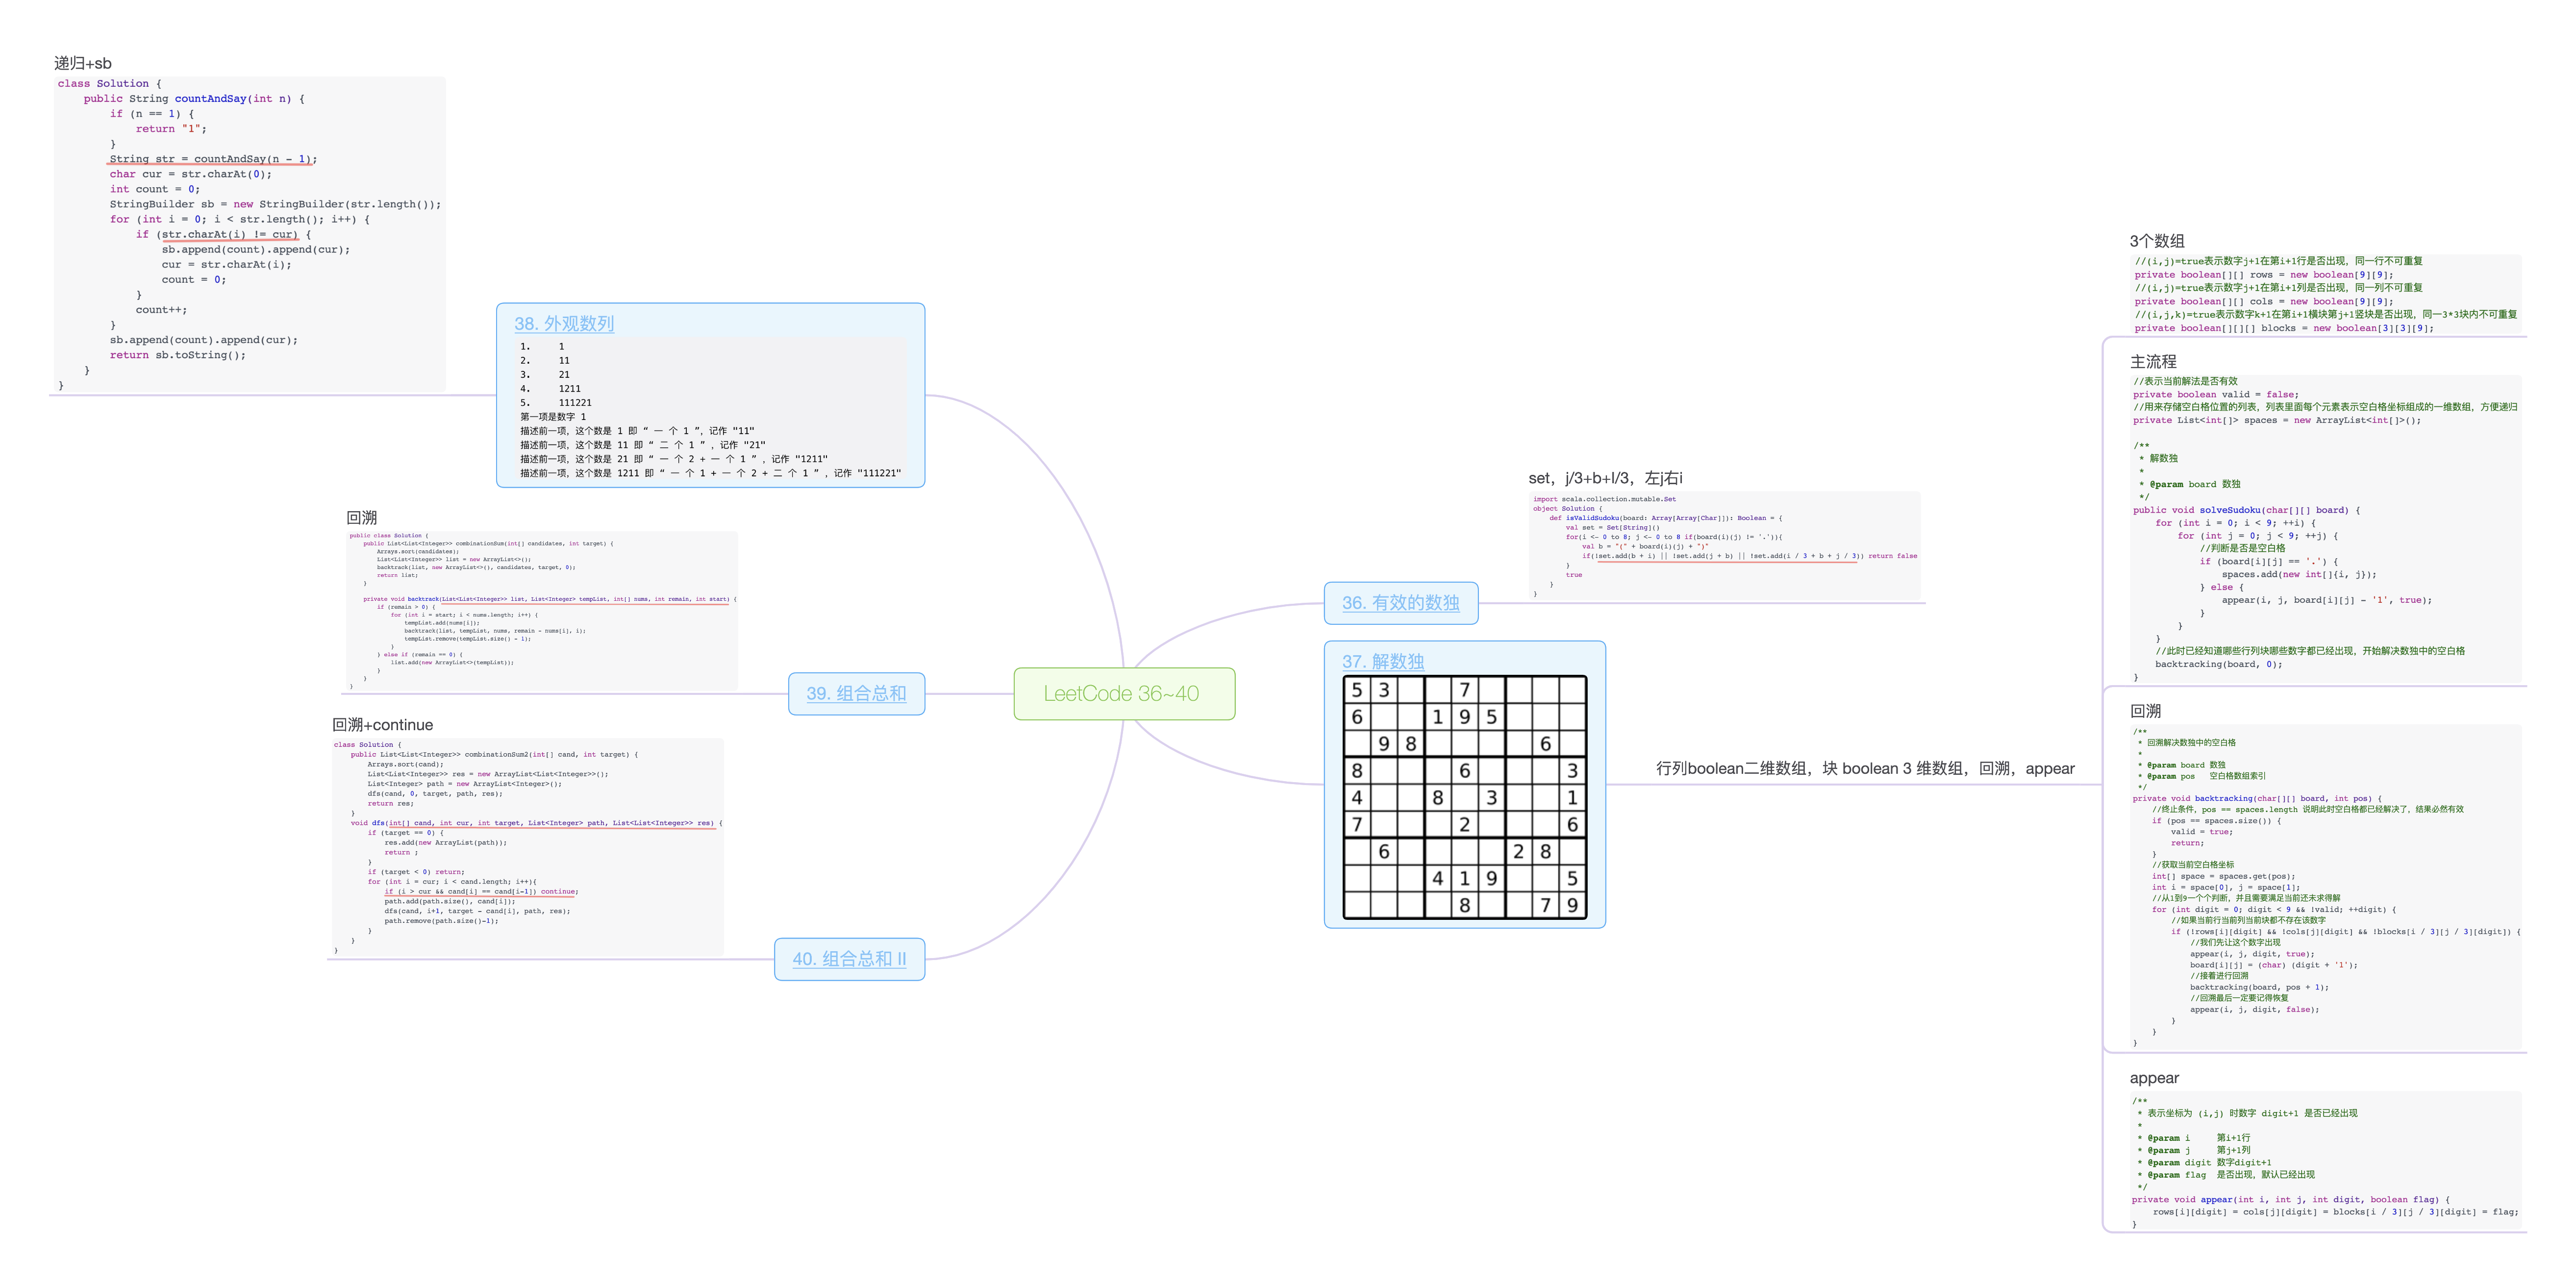 LeetCode 36~40
36. 有效的数独
set，j/3+b+I/3，左j右i
import scala.collection.mutable.Set
object Solution {
    def isValidSudoku(board: Array[Array[Char]]): Boolean = {
        val set = Set[String]()
        for(i <- 0 to 8; j <- 0 to 8 if(board(i)(j) != '.')){
            val b = "(" + board(i)(j) + ")"
            if(!set.add(b + i) || !set.add(j + b) || !set.add(i / 3 + b + j / 3)) return false
        }
        true
    }
}
37. 解数独
5 3 7
6 1 9 5
9 8 6
8 6 3
4 8 3 1
7 2 6
6 2 8
4 1 9 5
8 7 9
行列boolean二维数组，块 boolean 3 维数组，回溯，appear
3个数组
//(i,j)=true表示数字j+1在第i+1行是否出现，同一行不可重复
private boolean[][] rows = new boolean[9][9];
//(i,j)=true表示数字j+1在第i+1列是否出现，同一列不可重复
private boolean[][] cols = new boolean[9][9];
//(i,j,k)=true表示数字k+1在第i+1横块第j+1竖块是否出现，同一3*3块内不可重复
private boolean[][][] blocks = new boolean[3][3][9];
主流程
//表示当前解法是否有效
private boolean valid = false;
//用来存储空白格位置的列表，列表里面每个元素表示空白格坐标组成的一维数组，方便递归
private List<int[]> spaces = new ArrayList<int[]>();
/**
 * 解数独
 *
 * @param board 数独
 */
public void solveSudoku(char[][] board) {
    for (int i = 0; i < 9; ++i) {
        for (int j = 0; j < 9; ++j) {
            //判断是否是空白格
            if (board[i][j] == '.') {
                spaces.add(new int[]{i, j});
            } else {
                appear(i, j, board[i][j] - '1', true);
            }
        }
    }
    //此时已经知道哪些行列块哪些数字都已经出现，开始解决数独中的空白格
    backtracking(board, 0);
}
回溯
/**
 * 回溯解决数独中的空白格
 *
 * @param board 数独
 * @param pos   空白格数组索引
 */
private void backtracking(char[][] board, int pos) {
    //终止条件，pos == spaces.length 说明此时空白格都已经解决了，结果必然有效
    if (pos == spaces.size()) {
        valid = true;
        return;
    }
    //获取当前空白格坐标
    int[] space = spaces.get(pos);
    int i = space[0], j = space[1];
    //从1到9一个个判断，并且需要满足当前还未求得解
    for (int digit = 0; digit < 9 && !valid; ++digit) {
        //如果当前行当前列当前块都不存在该数字
        if (!rows[i][digit] && !cols[j][digit] && !blocks[i / 3][j / 3][digit]) {
            //我们先让这个数字出现
            appear(i, j, digit, true);
            board[i][j] = (char) (digit + '1');
            //接着进行回溯
            backtracking(board, pos + 1);
            //回溯最后一定要记得恢复
            appear(i, j, digit, false);
        }
    }
}
appear
/**
 * 表示坐标为 (i,j) 时数字 digit+1 是否已经出现
 *
 * @param i     第i+1行
 * @param j     第j+1列
 * @param digit 数字digit+1
 * @param flag  是否出现，默认已经出现
 */
private void appear(int i, int j, int digit, boolean flag) {
    rows[i][digit] = cols[j][digit] = blocks[i / 3][j / 3][digit] = flag;
}
38. 外观数列
1.     1
2.     11
3.     21
4.     1211
5.     111221
第一项是数字 1
描述前一项，这个数是 1 即 “ 一 个 1 ”，记作 "11"
描述前一项，这个数是 11 即 “ 二 个 1 ” ，记作 "21"
描述前一项，这个数是 21 即 “ 一 个 2 + 一 个 1 ” ，记作 "1211"
描述前一项，这个数是 1211 即 “ 一 个 1 + 一 个 2 + 二 个 1 ” ，记作 "111221"
递归+sb
class Solution {
    public String countAndSay(int n) {
        if (n == 1) {
            return "1";
        }
        String str = countAndSay(n - 1);
        char cur = str.charAt(0);
        int count = 0;
        StringBuilder sb = new StringBuilder(str.length());
        for (int i = 0; i < str.length(); i++) {
            if (str.charAt(i) != cur) {
                sb.append(count).append(cur);
                cur = str.charAt(i);
                count = 0;
            }
            count++;
        }
        sb.append(count).append(cur);
        return sb.toString();
    }
}
39. 组合总和
回溯
public class Solution {
    public List<List<Integer>> combinationSum(int[] candidates, int target) {
        Arrays.sort(candidates);
        List<List<Integer>> list = new ArrayList<>();
        backtrack(list, new ArrayList<>(), candidates, target, 0);
        return list;
    }
    private void backtrack(List<List<Integer>> list, List<Integer> tempList, int[] nums, int remain, int start) {
        if (remain > 0) {
            for (int i = start; i < nums.length; i++) {
                tempList.add(nums[i]);
                backtrack(list, tempList, nums, remain - nums[i], i);
                tempList.remove(tempList.size() - 1);
            }
        } else if (remain == 0) {
            list.add(new ArrayList<>(tempList));
        }
    }
}
40. 组合总和 II
回溯+continue
class Solution {
    public List<List<Integer>> combinationSum2(int[] cand, int target) {
        Arrays.sort(cand);
        List<List<Integer>> res = new ArrayList<List<Integer>>();
        List<Integer> path = new ArrayList<Integer>();
        dfs(cand, 0, target, path, res);
        return res;
    }
    void dfs(int[] cand, int cur, int target, List<Integer> path, List<List<Integer>> res) {
        if (target == 0) {
            res.add(new ArrayList(path));
            return ;
        }
        if (target < 0) return;
        for (int i = cur; i < cand.length; i++){
            if (i > cur && cand[i] == cand[i-1]) continue;
            path.add(path.size(), cand[i]);
            dfs(cand, i+1, target - cand[i], path, res);
            path.remove(path.size()-1);
        }
    }
}